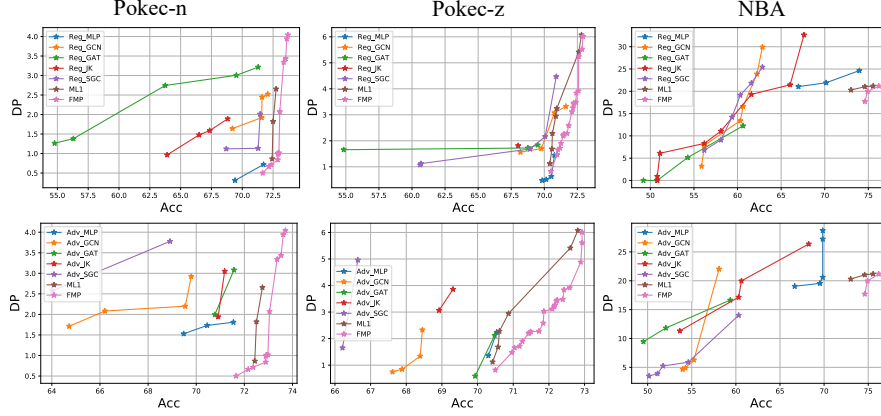 Pokec-n
Pokec-z
NBA
DP
4.0
3.5
3.0
2.5
2.0
1.5
1.0
0.5
Reg_MLP
Reg_GCN
Reg_GAT
Reg_JK
Reg_SGC
ML1
FMP
55.0 57.5 60.0 62.5 65.0 67.5 70.0 72.5
Acc
DP
6
5
4
3
2
1
Reg_MLP
Reg_GCN
Reg_GAT
Reg_JK
Reg_SGC
ML1
FMP
55.0 57.5 60.0 62.5 65.0 67.5 70.0 72.5
Acc
DP
30
25
20
15
10
5
0
Reg_MLP
Reg_GCN
Reg_GAT
Reg_JK
Reg_SGC
ML1
FMP
50 55 60 65 70 75
Acc
DP
4.0
3.5
3.0
2.5
2.0
1.5
1.0
0.5
Adv_MLP
Adv_GCN
Adv_GAT
Adv_JK
Adv_SGC
ML1
FMP
64 66 68 70 72 74
Acc
DP
6
5
4
3
2
1
Adv_MLP
Adv_GCN
Adv_GAT
Adv_JK
Adv_SGC
ML1
FMP
66 67 68 69 70 71 72 73
Acc
DP
25
20
15
10
5
Adv_MLP
Adv_GCN
Adv_GAT
Adv_JK
Adv_SGC
ML1
FMP
50 55 60 65 70 75
Acc